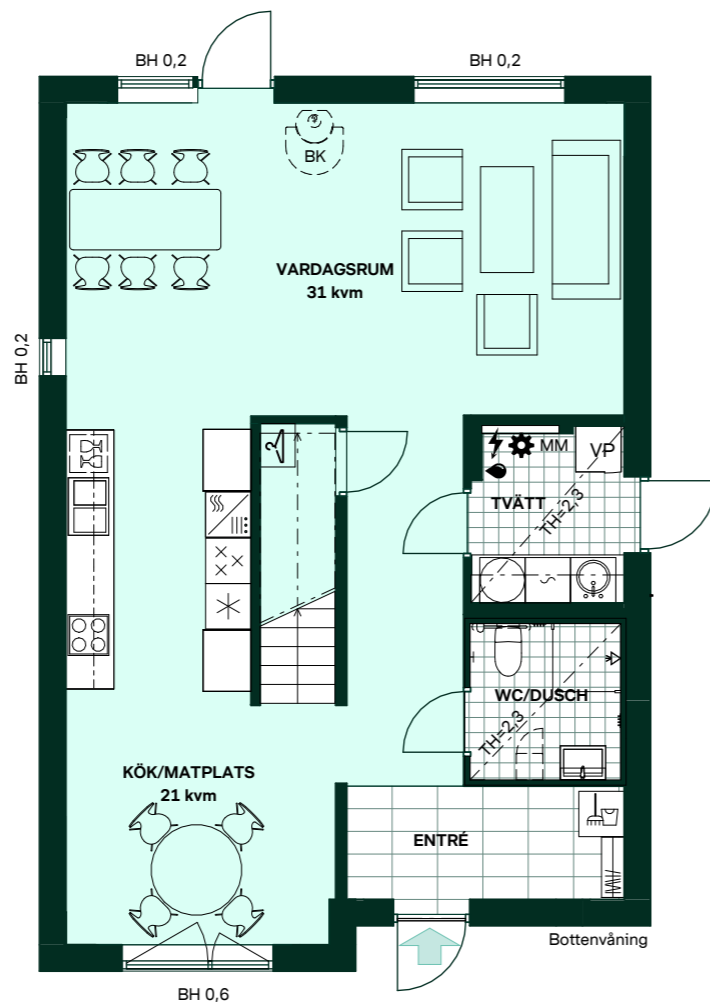 BH 0,2
BH 0,2
BK
VARDAGSRUM
31 kvm
BH 0,2
MM
VP
TVÄTT
TH=2,3
WC/DUSCH
TH=2,3
KÖK/MATPLATS
21 kvm
ENTRÉ
Bottenvåning
BH 0,6